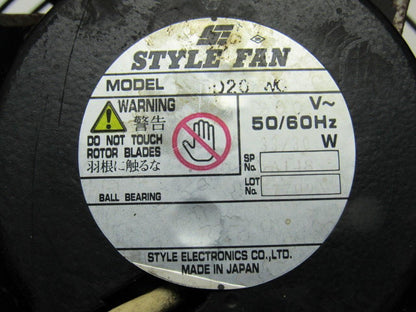 STYLE FAN
MODEL
WARNING
警告
DO NOT TOUCH
ROTOR BLADES
羽根に触るな
V~
50/60Hz
W
SP
No.
LOT
No.
BALL BEARING
STYLE ELECTRONICS CO.,LTD.
MADE IN JAPAN